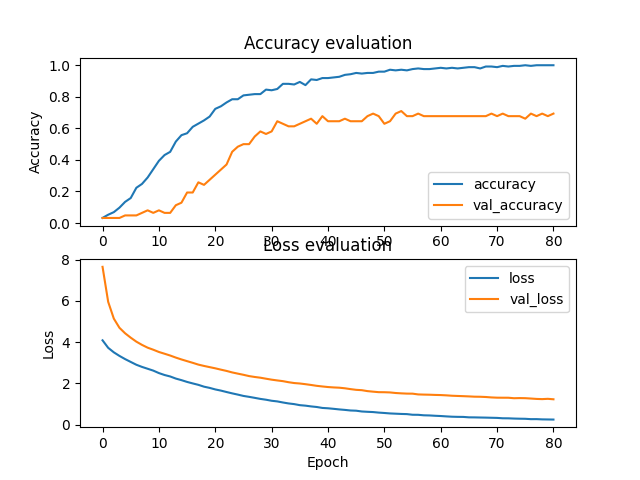 Accuracy evaluation
1.0
0.8
0.6
0.4
0.2
0.0
Accuracy
accuracy
val_accuracy
0 10 20 30 40 50 60 70 80
Loss evaluation
8
6
4
2
0
Loss
loss
val_loss
0 10 20 30 40 50 60 70 80
Epoch